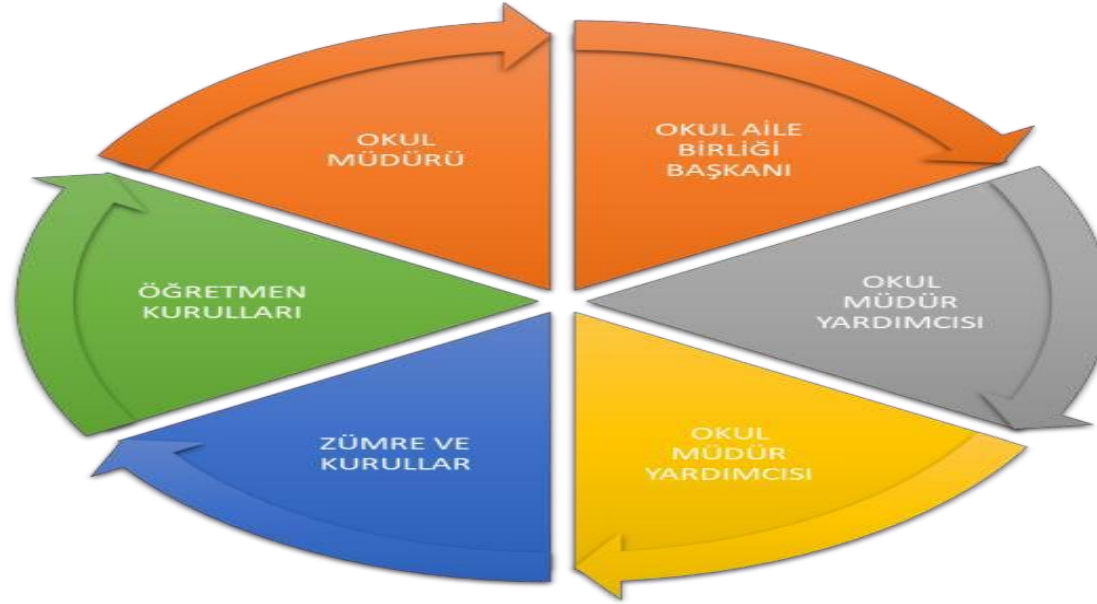 OKUL
MÜDÜRÜ
OKUL AİLE
BİRLİĞİ
BAŞKANI
OKUL
MÜDÜR
YARDIMCISI
OKUL
MÜDÜR
YARDIMCISI
ZÜMRE VE
KURULLAR
ÖĞRETMEN
KURULLARI